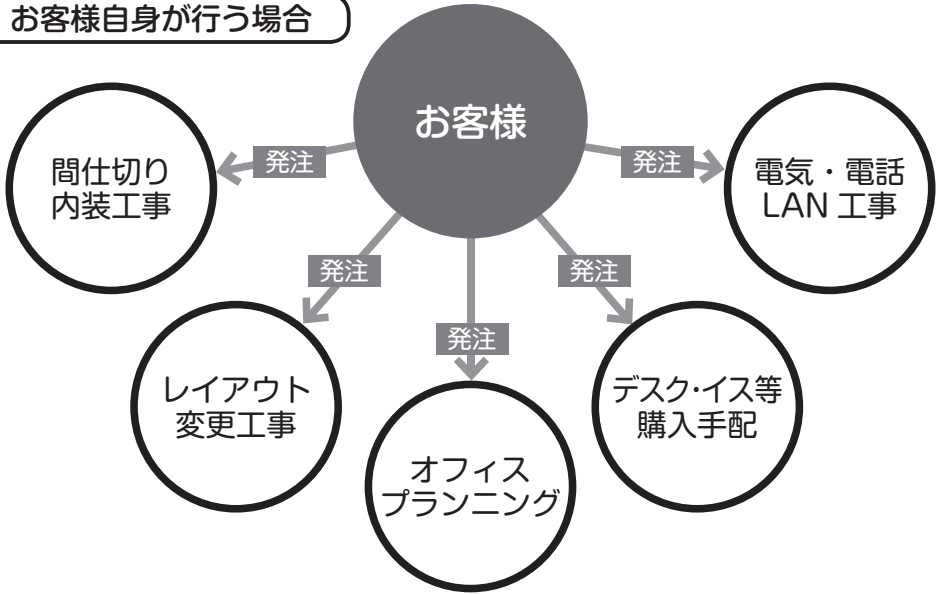 お客様自身が行う場合
お客様
発注
発注
発注
発注
発注
間仕切り
内装工事
電気・電話
LAN 工事
レイアウト
変更工事
デスク・イス等
購入手配
オフィス
プランニング